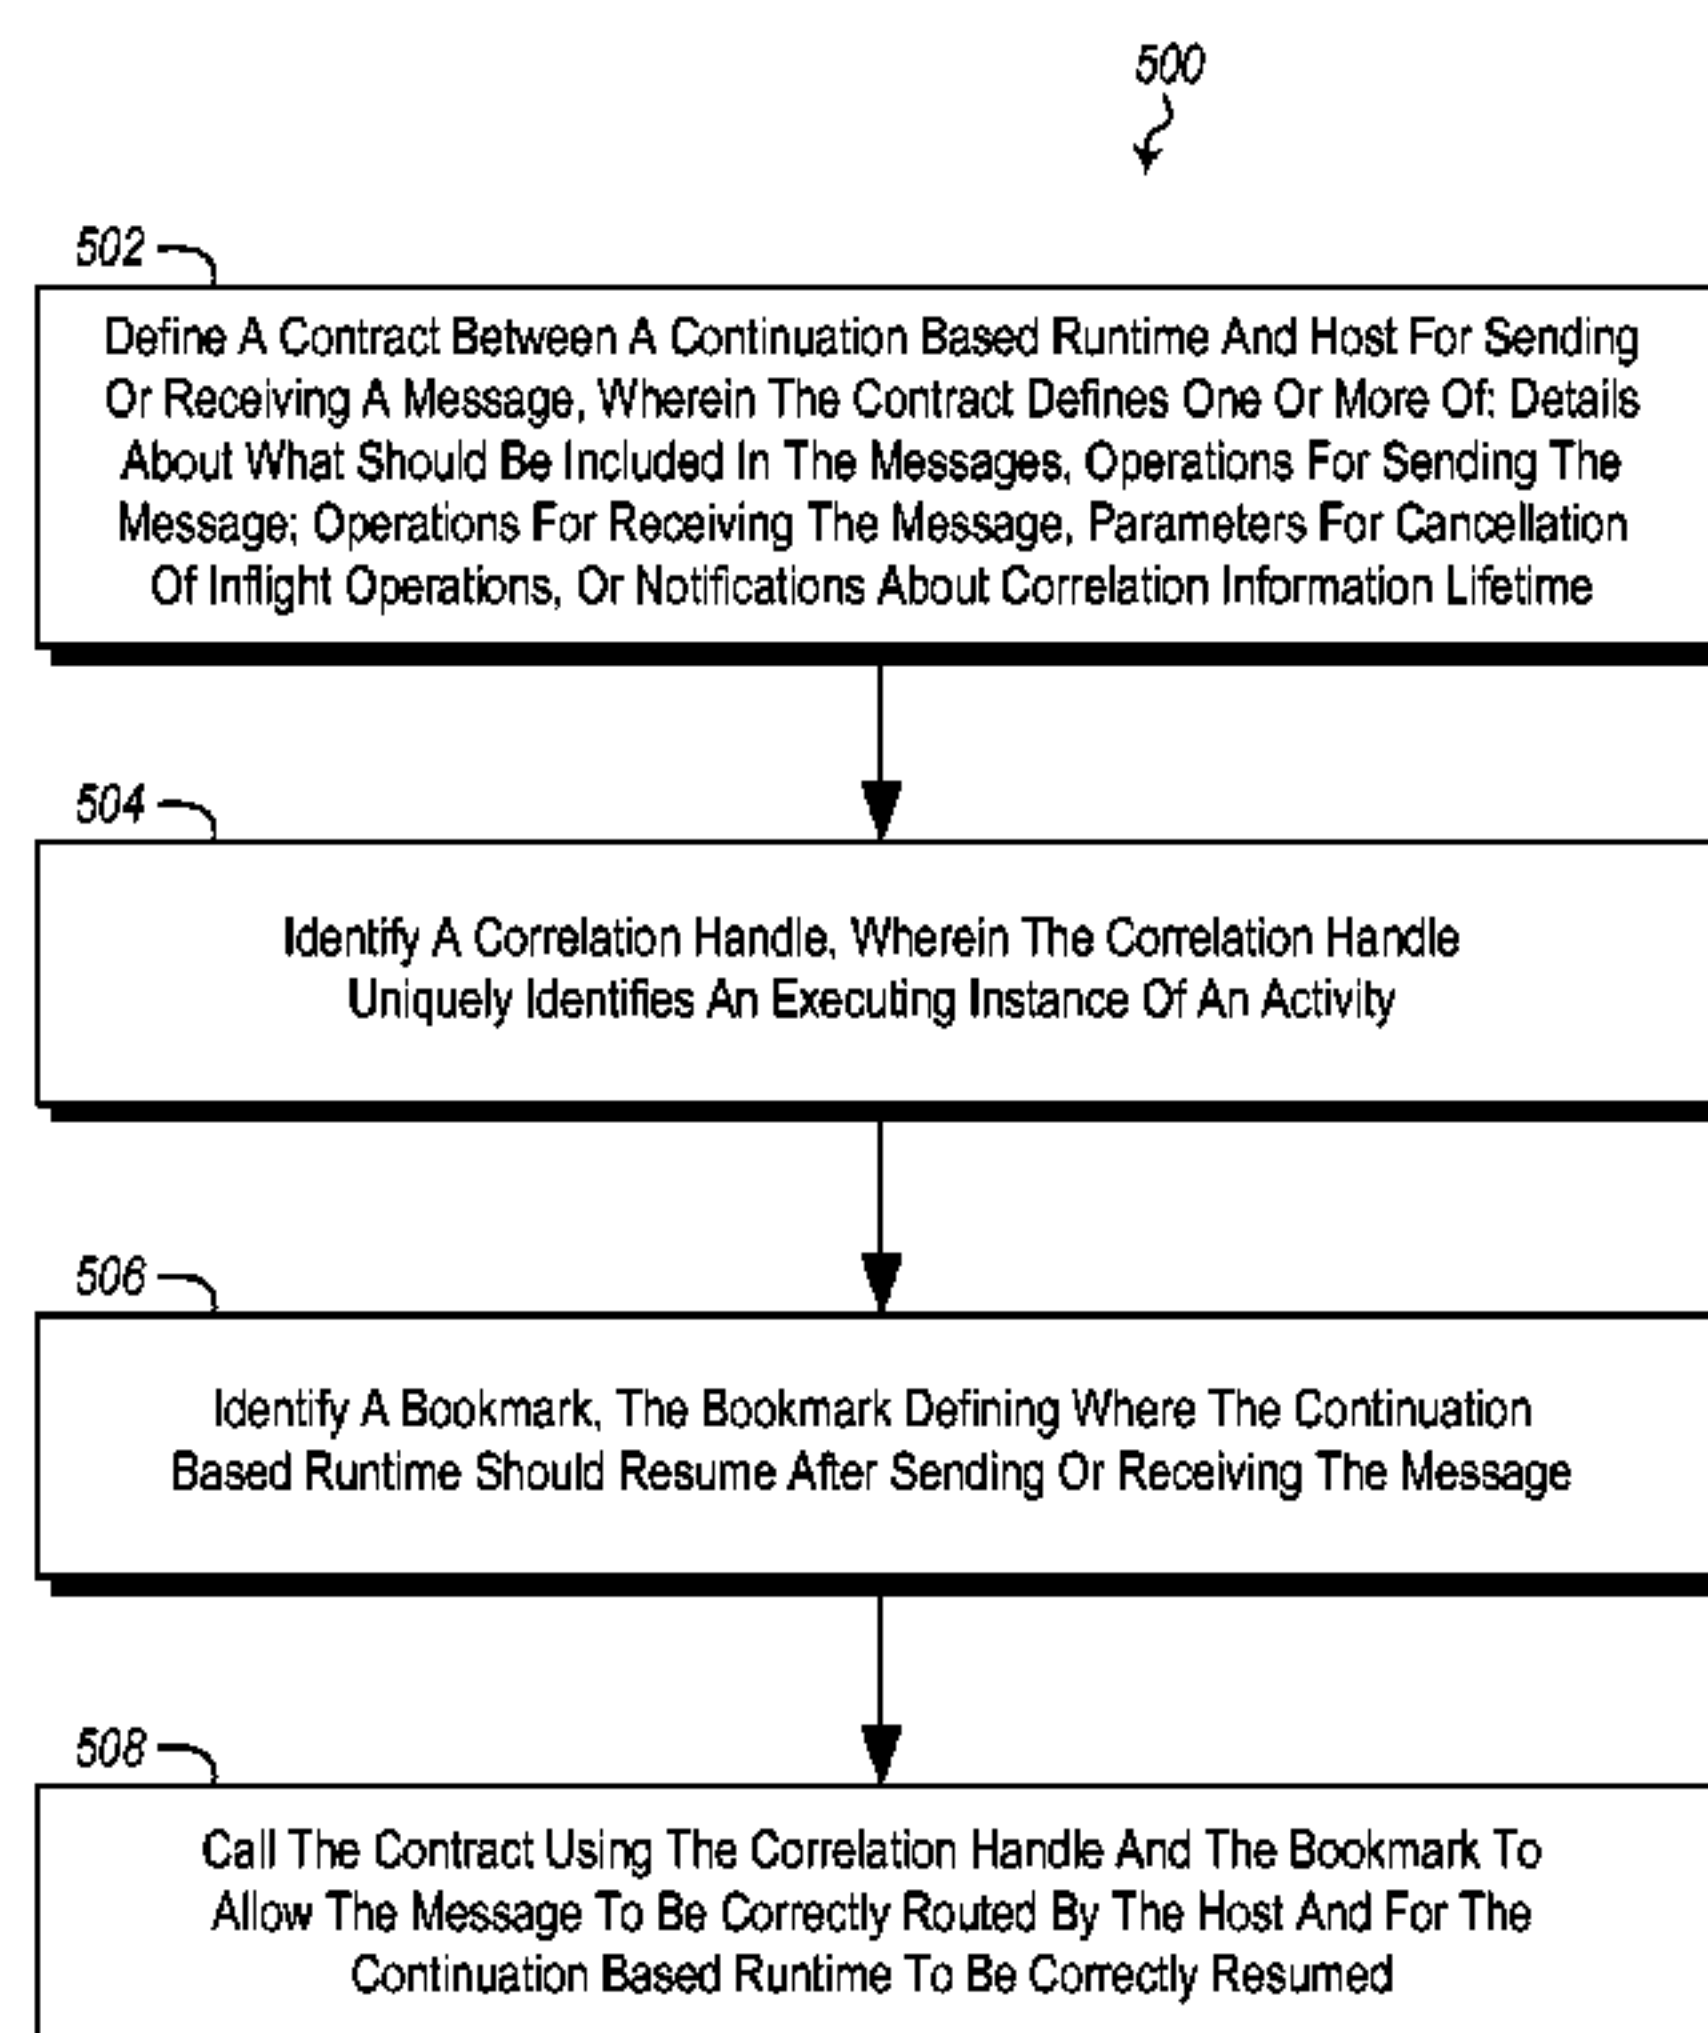 500
502
Define A Contract Between A Continuation Based Runtime And Host For Sending
Or Receiving A Message, Wherein The Contract Defines One Or More Of: Details
About What Should Be Included In The Messages, Operations For Sending The
Message; Operations For Receiving The Message, Parameters For Cancellation
Of Inflight Operations, Or Notifications About Correlation Information Lifetime
504
Identify A Correlation Handle, Wherein The Correlation Handle
Uniquely Identifies An Executing Instance Of An Activity
506
Identify A Bookmark, The Bookmark Defining Where The Continuation
Based Runtime Should Resume After Sending Or Receiving The Message
508
Call The Contract Using The Correlation Handle And The Bookmark To
Allow The Message To Be Correctly Routed By The Host And For The
Continuation Based Runtime To Be Correctly Resumed